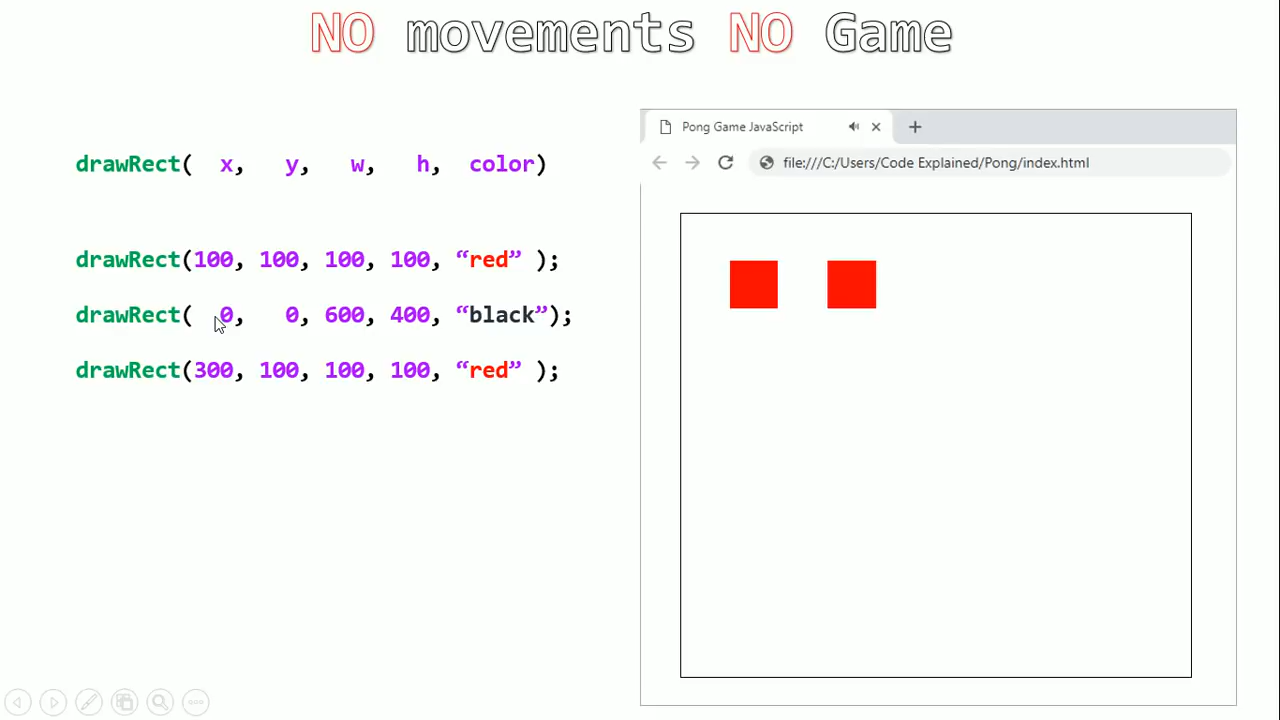 NO movements NO Game
drawRect( x, y, w, h, color)
drawRect(100, 100, 100, 100, “red” );
drawRect( 0, 0, 600, 400, “black”);
drawRect(300, 100, 100, 100, “red” );
Pong Game JavaScript
file:///C:/Users/Code Explained/Pong/index.html